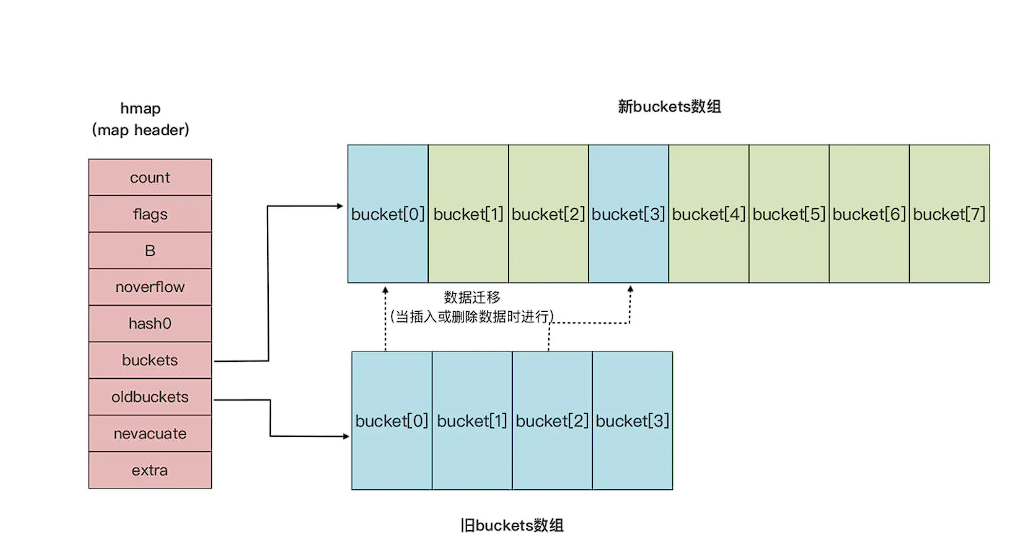 hmap
(map header)
count
flags
B
noverflow
hash0
buckets
oldbuckets
nevacuate
extra
新buckets数组
bucket[0]
bucket[1]
bucket[2]
bucket[3]
bucket[4]
bucket[5]
bucket[6]
bucket[7]
数据迁移
(当插入或删除数据时进行)
bucket[0]
bucket[1]
bucket[2]
bucket[3]
旧buckets数组